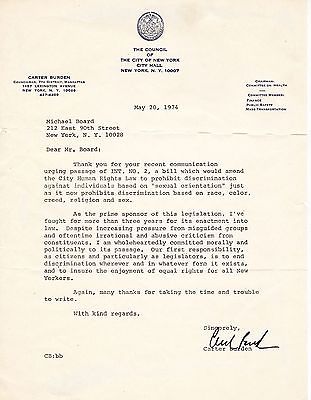 THE COUNCIL
OF
THE CITY OF NEW YORK
CITY HALL
NEW YORK, N. Y. 10007
CARTER BURDEN
COUNCILMAN, 4TH DISTRICT, MANHATTAN
1457 LEXINGTON AVENUE
NEW YORK, N. Y. 10028
CHAIRMAN:
COMMITTEE ON HEALTH
COMMITTEE MEMBER:
FINANCE
PUBLIC SAFETY
MASS TRANSPORTATION
May 20, 1974
Michael Board
212 East 90th Street
New York, N.Y. 10028
Dear Mr. Board:
Thank you for your recent communication
urging passage of INT. NO. 2, a bill which would amend
the City Human Rights Law to prohibit discrimination
against individuals based on "sexual orientation" just
as it now prohibits discrimination based on race, color,
creed, religion and sex.
As the prime sponsor of this legislation, I've
fought for more than three years for its enactment into
law. Despite increasing pressure from misguided groups
and oftentime irrational and abusive criticism from
constituents, I am wholeheartedly committed morally and
politically to its passage. Our first responsibility,
as citizens and particularly as legislators, is to end
discrimination wherever and in whatever form it exists,
and to insure the enjoyment of equal rights for all New
Yorkers.
Again, many thanks for taking the time and trouble
to write.
With kind regards.
Sincerely,
Carter Burden
CB:bb